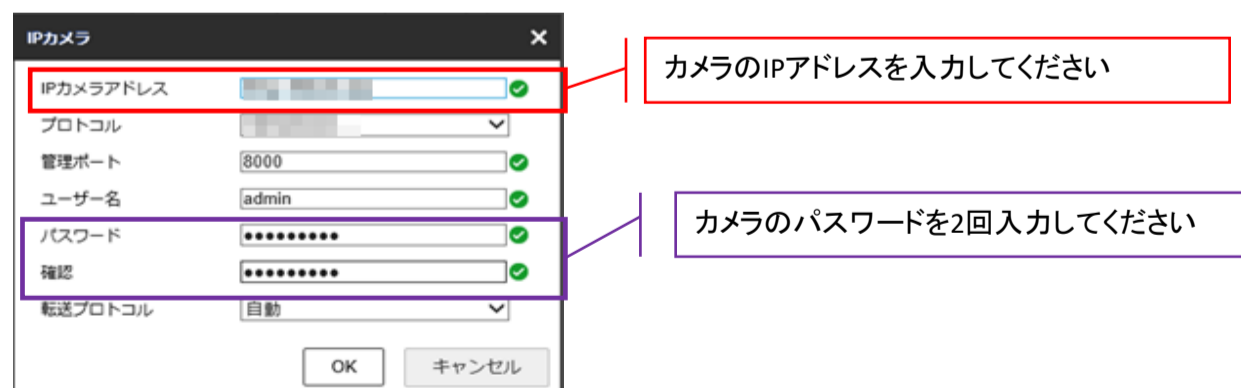 IPカメラ
IPカメラアドレス
カメラのIPアドレスを入力してください
プロトコル
管理ポート 8000
ユーザー名 admin
パスワード ●●●●●●●●●
カメラのパスワードを2回入力してください
確認 ●●●●●●●●●
転送プロトコル 自動
OK キャンセル